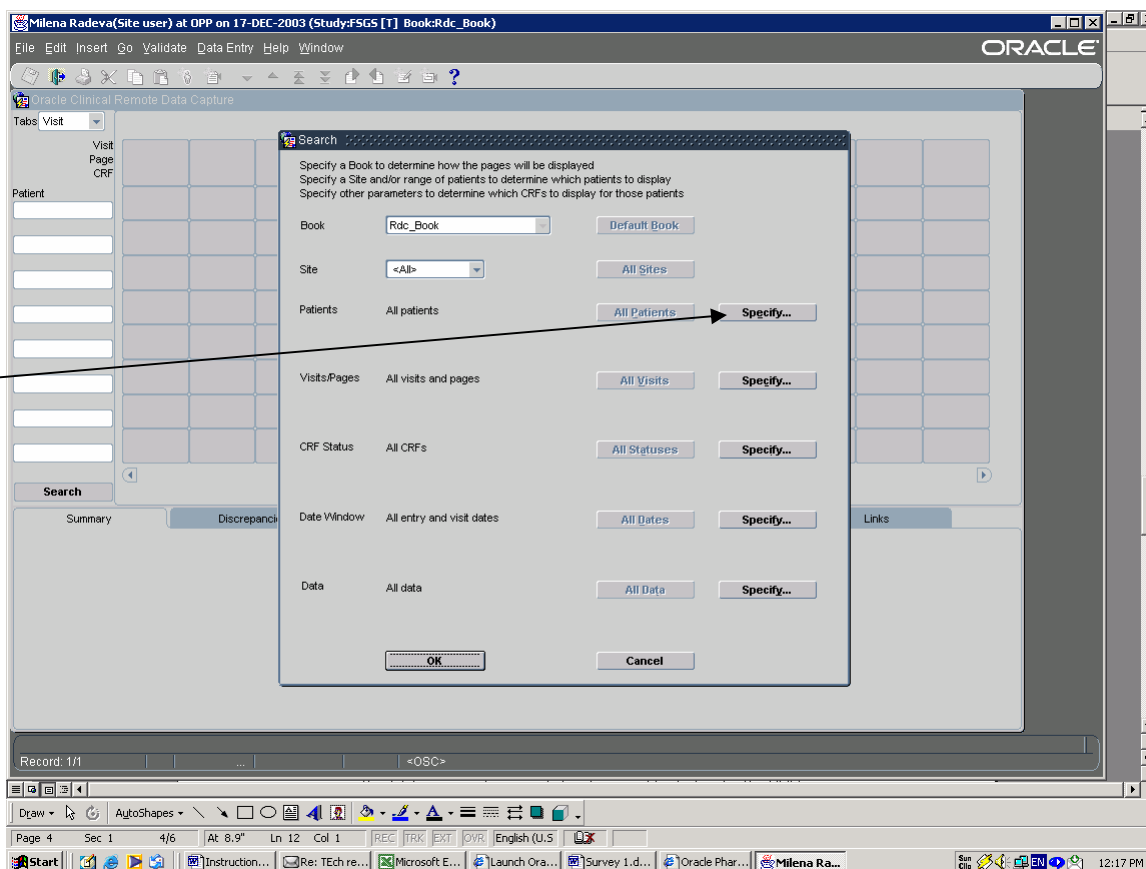 Milena Radeva(Site user) at OPP on 17-DEC-2003 (Study:FSGS [T] Book:Rdc_Book)
File Edit Insert Go Validate Data Entry Help Window
ORACLE
Oracle Clinical Remote Data Capture
Tabs Visit
Visit
Page
CRF
Patient
Search
Specify a Book to determine how the pages will be displayed
Specify a Site and/or range of patients to determine which patients to display
Specify other parameters to determine which CRFs to display for those patients
Book Rdc_Book Default Book
Site <All> All Sites
Patients All patients All Patients Specify...
Visits/Pages All visits and pages All Visits Specify...
CRF Status All CRFs All Statuses Specify...
Date Window All entry and visit dates All Dates Specify...
Data All data All Data Specify...
OK Cancel
Search
Summary Discrepanci Links
Record: 1/1 ... <OSC>
Draw AutoShapes
Page 4 Sec 1 4/6 At 8.9" Ln 12 Col 1 REC TRK EXT OVR English (U.S
Start Instruction... Re: TEch re... Microsoft E... Launch Ora... Survey 1.d... Oracle Phar... Milena Ra... Sun Clic EN 12:17 PM